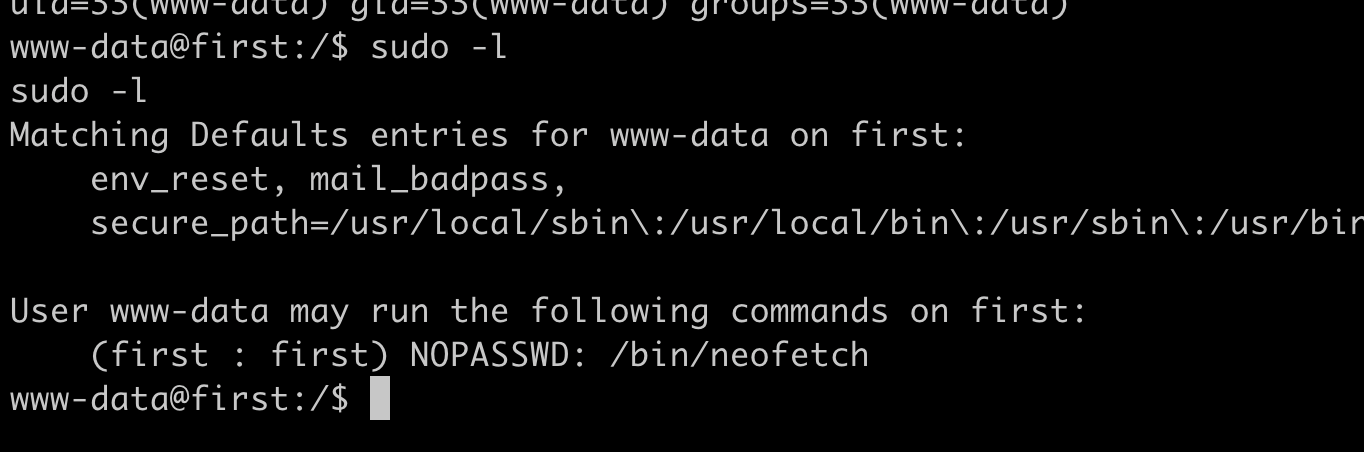 uid=33(www-data) gid=33(www-data) groups=33(www-data)
www-data@first:/$ sudo -l
sudo -l
Matching Defaults entries for www-data on first:
    env_reset, mail_badpass,
    secure_path=/usr/local/sbin\:/usr/local/bin\:/usr/sbin\:/usr/bin

User www-data may run the following commands on first:
    (first : first) NOPASSWD: /bin/neofetch
www-data@first:/$